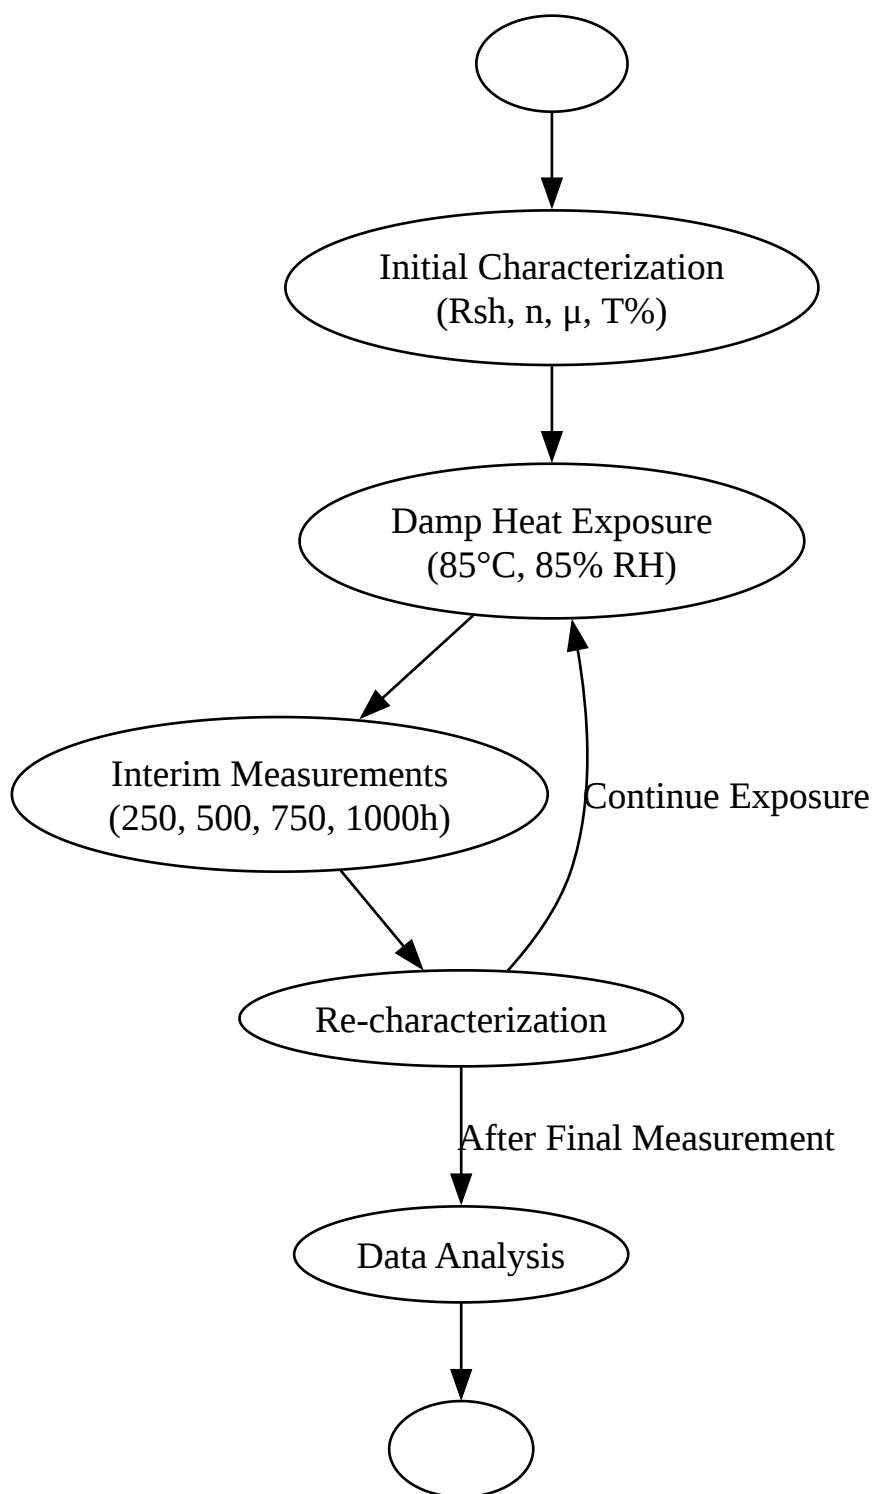 Initial Characterization
(Rsh, n, μ, T%)
Damp Heat Exposure
(85°C, 85% RH)
Interim Measurements
(250, 500, 750, 1000h)
Continue Exposure
Re-characterization
After Final Measurement
Data Analysis